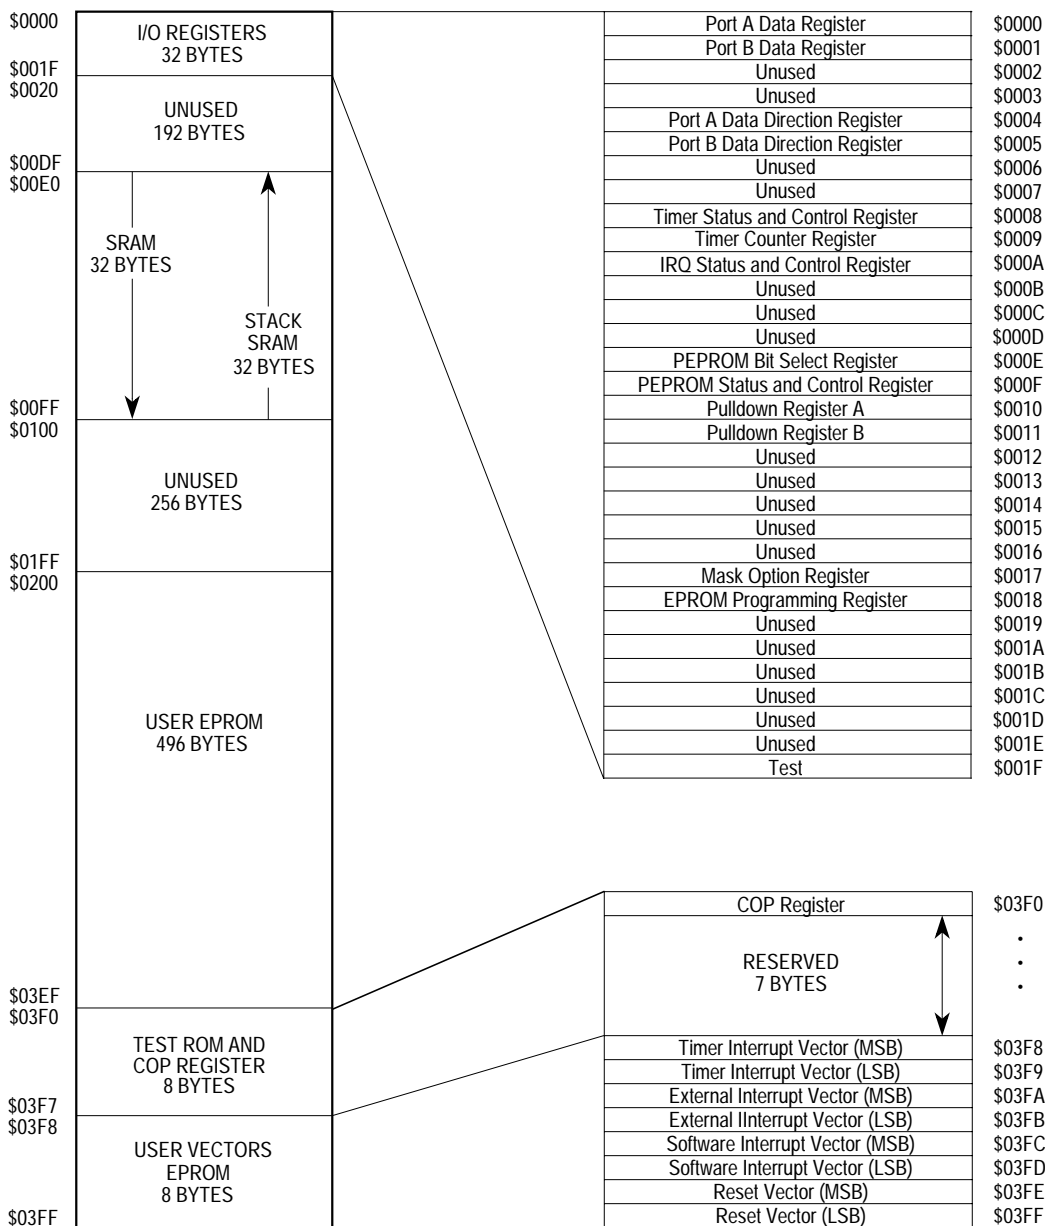 $0000
I/O REGISTERS
32 BYTES
$001F
$0020
UNUSED
192 BYTES
$00DF
$00E0
SRAM
32 BYTES
STACK
SRAM
32 BYTES
$00FF
$0100
UNUSED
256 BYTES
$01FF
$0200
USER EPROM
496 BYTES
$03EF
$03F0
TEST ROM AND
COP REGISTER
8 BYTES
$03F7
$03F8
USER VECTORS
EPROM
8 BYTES
$03FF
Port A Data Register $0000
Port B Data Register $0001
Unused $0002
Unused $0003
Port A Data Direction Register $0004
Port B Data Direction Register $0005
Unused $0006
Unused $0007
Timer Status and Control Register $0008
Timer Counter Register $0009
IRQ Status and Control Register $000A
Unused $000B
Unused $000C
Unused $000D
PEPROM Bit Select Register $000E
PEPROM Status and Control Register $000F
Pulldown Register A $0010
Pulldown Register B $0011
Unused $0012
Unused $0013
Unused $0014
Unused $0015
Unused $0016
Mask Option Register $0017
EPROM Programming Register $0018
Unused $0019
Unused $001A
Unused $001B
Unused $001C
Unused $001D
Unused $001E
Test $001F
COP Register $03F0
RESERVED
7 BYTES
Timer Interrupt Vector (MSB) $03F8
Timer Interrupt Vector (LSB) $03F9
External Interrupt Vector (MSB) $03FA
External IInterrupt Vector (LSB) $03FB
Software Interrupt Vector (MSB) $03FC
Software Interrupt Vector (LSB) $03FD
Reset Vector (MSB) $03FE
Reset Vector (LSB) $03FF